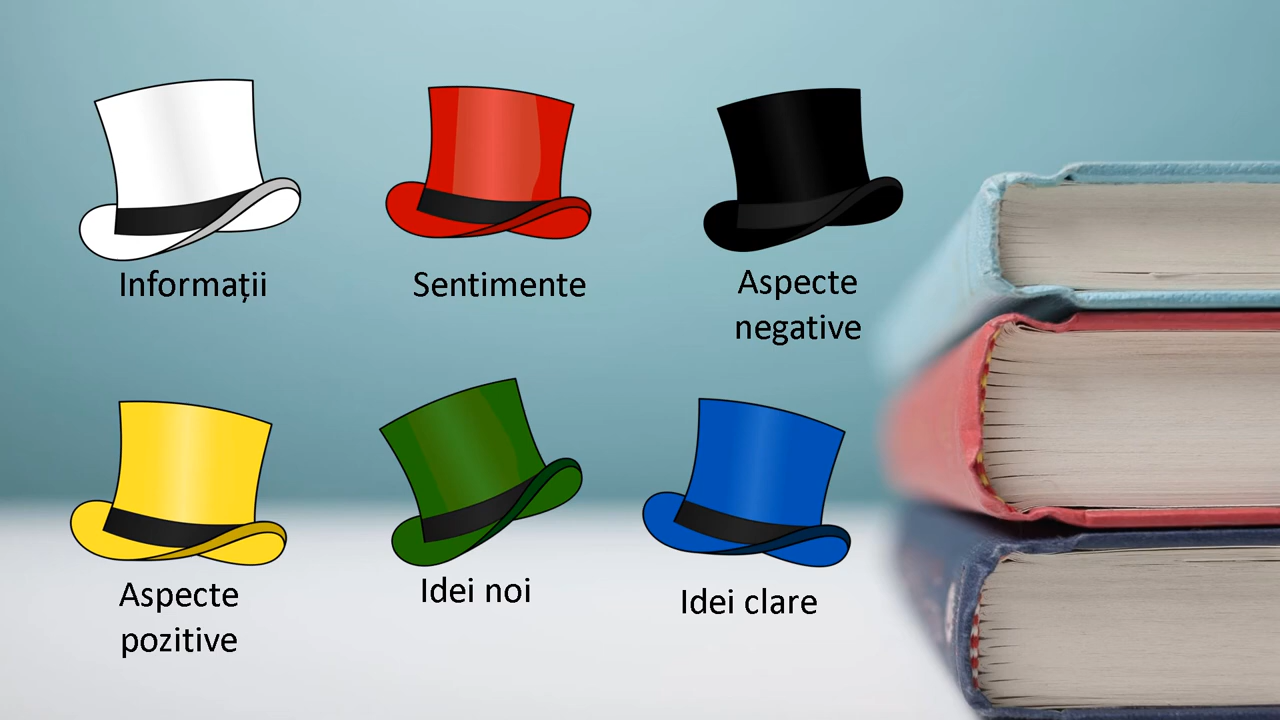 Informații
Sentimente
Aspecte
negative
Aspecte
pozitive
Idei noi
Idei clare